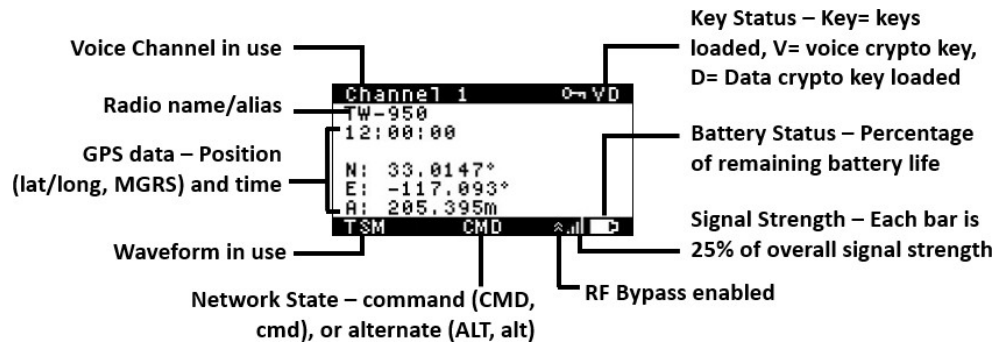 Key Status – Key= keys
loaded, V= voice crypto key,
D= Data crypto key loaded
Voice Channel in use
Channel 1 VD
Radio name/alias
TW-950
12:00:00
GPS data – Position
(lat/long, MGRS) and time
N: 33.0147°
E: -117.093°
A: 205.395m
Battery Status – Percentage
of remaining battery life
Signal Strength – Each bar is
25% of overall signal strength
TSM CMD
Waveform in use
RF Bypass enabled
Network State – command (CMD,
cmd), or alternate (ALT, alt)